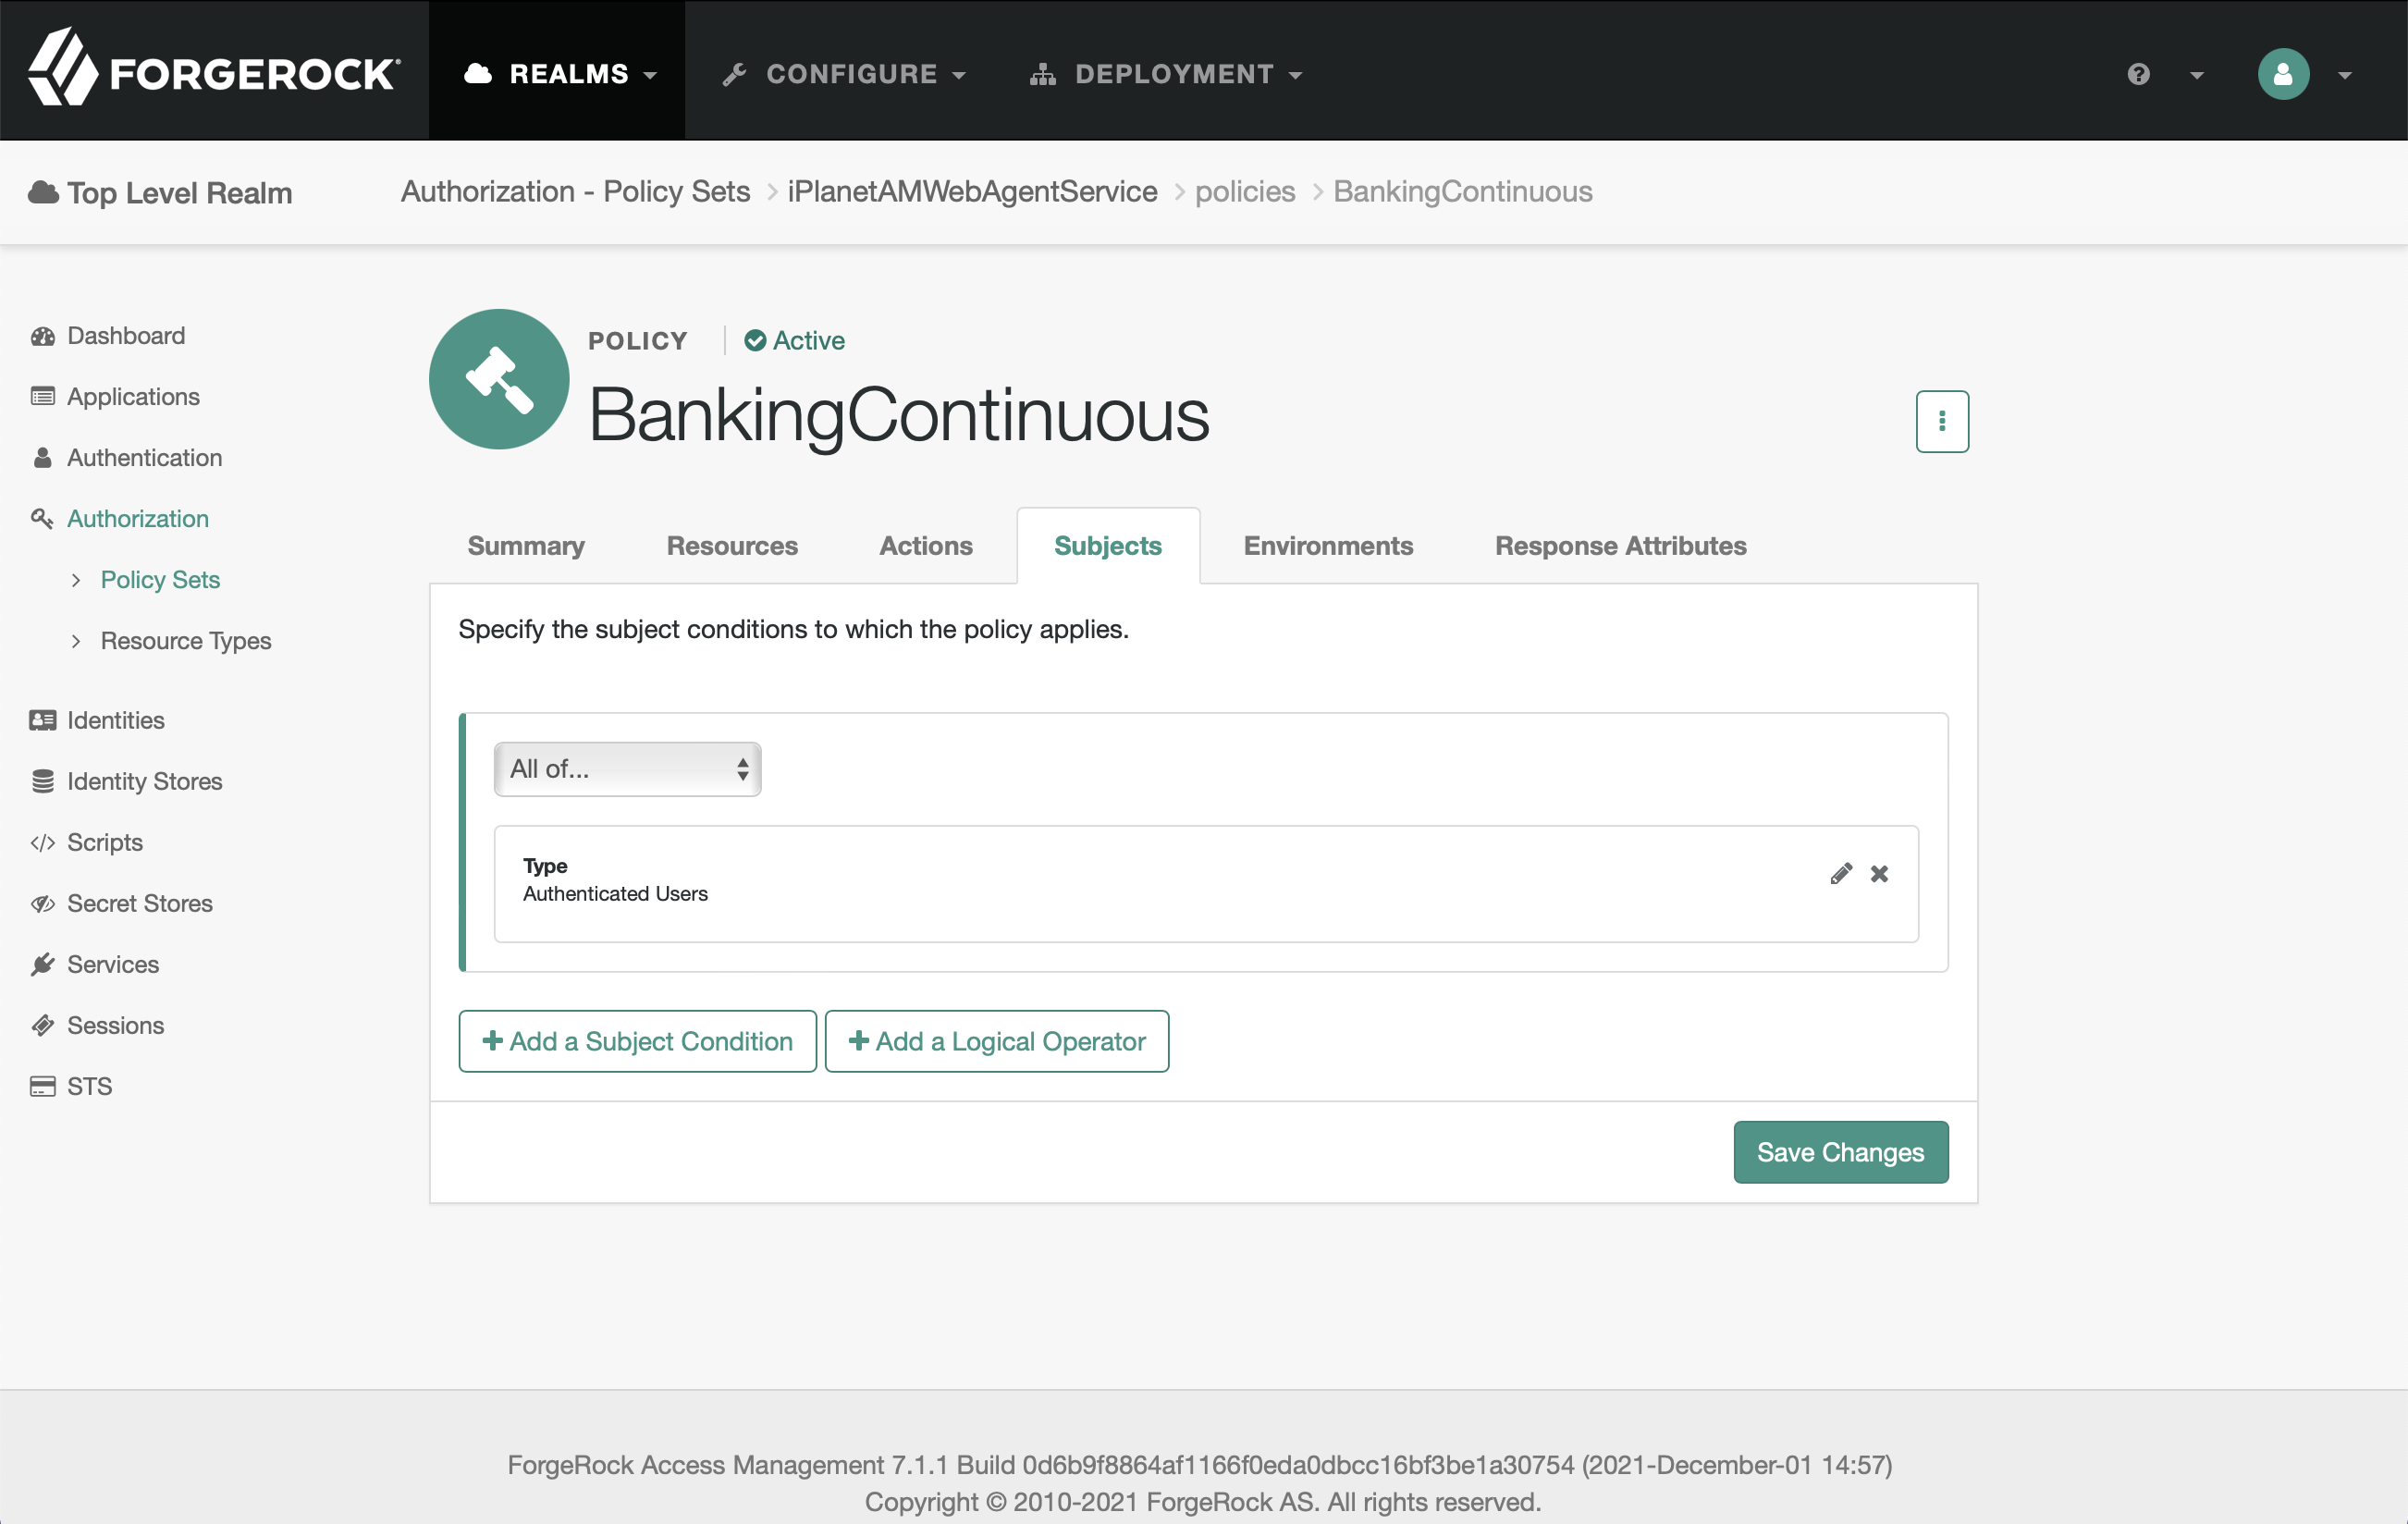 FORGEROCK
REALMS
CONFIGURE
DEPLOYMENT
Top Level Realm
Authorization - Policy Sets > iPlanetAMWebAgentService > policies > BankingContinuous
Dashboard
Applications
Authentication
Authorization
Policy Sets
Resource Types
Identities
Identity Stores
Scripts
Secret Stores
Services
Sessions
STS
POLICY
Active
BankingContinuous
Summary
Resources
Actions
Subjects
Environments
Response Attributes
Specify the subject conditions to which the policy applies.
All of...
Type
Authenticated Users
+ Add a Subject Condition
+ Add a Logical Operator
Save Changes
ForgeRock Access Management 7.1.1 Build 0d6b9f8864af1166f0eda0dbcc16bf3be1a30754 (2021-December-01 14:57)
Copyright © 2010-2021 ForgeRock AS. All rights reserved.